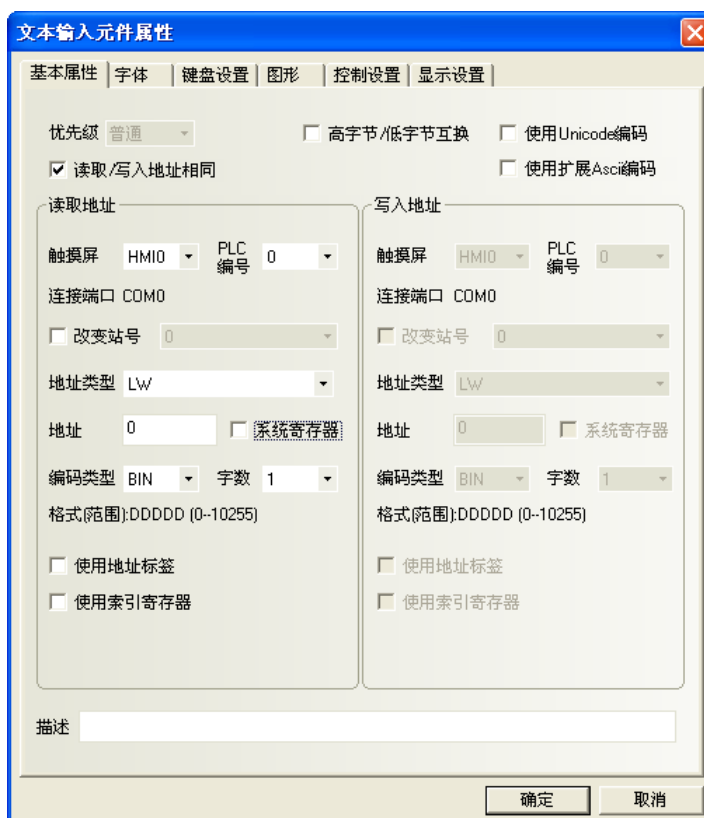 文本输入元件属性
基本属性 字体 键盘设置 图形 控制设置 显示设置
优先级 普通 高字节/低字节互换 使用Unicode编码
读取/写入地址相同 使用扩展Ascii编码
读取地址
触摸屏 HMI0 PLC编号 0
连接端口 COM0
改变站号 0
地址类型 LW
地址 0 系统寄存器
编码类型 BIN 字数 1
格式(范围):DDDDD (0--10255)
使用地址标签
使用索引寄存器
写入地址
触摸屏 HMI0 PLC编号 0
连接端口 COM0
改变站号 0
地址类型 LW
地址 0 系统寄存器
编码类型 BIN 字数 1
格式(范围):DDDDD (0--10255)
使用地址标签
使用索引寄存器
描述
确定 取消